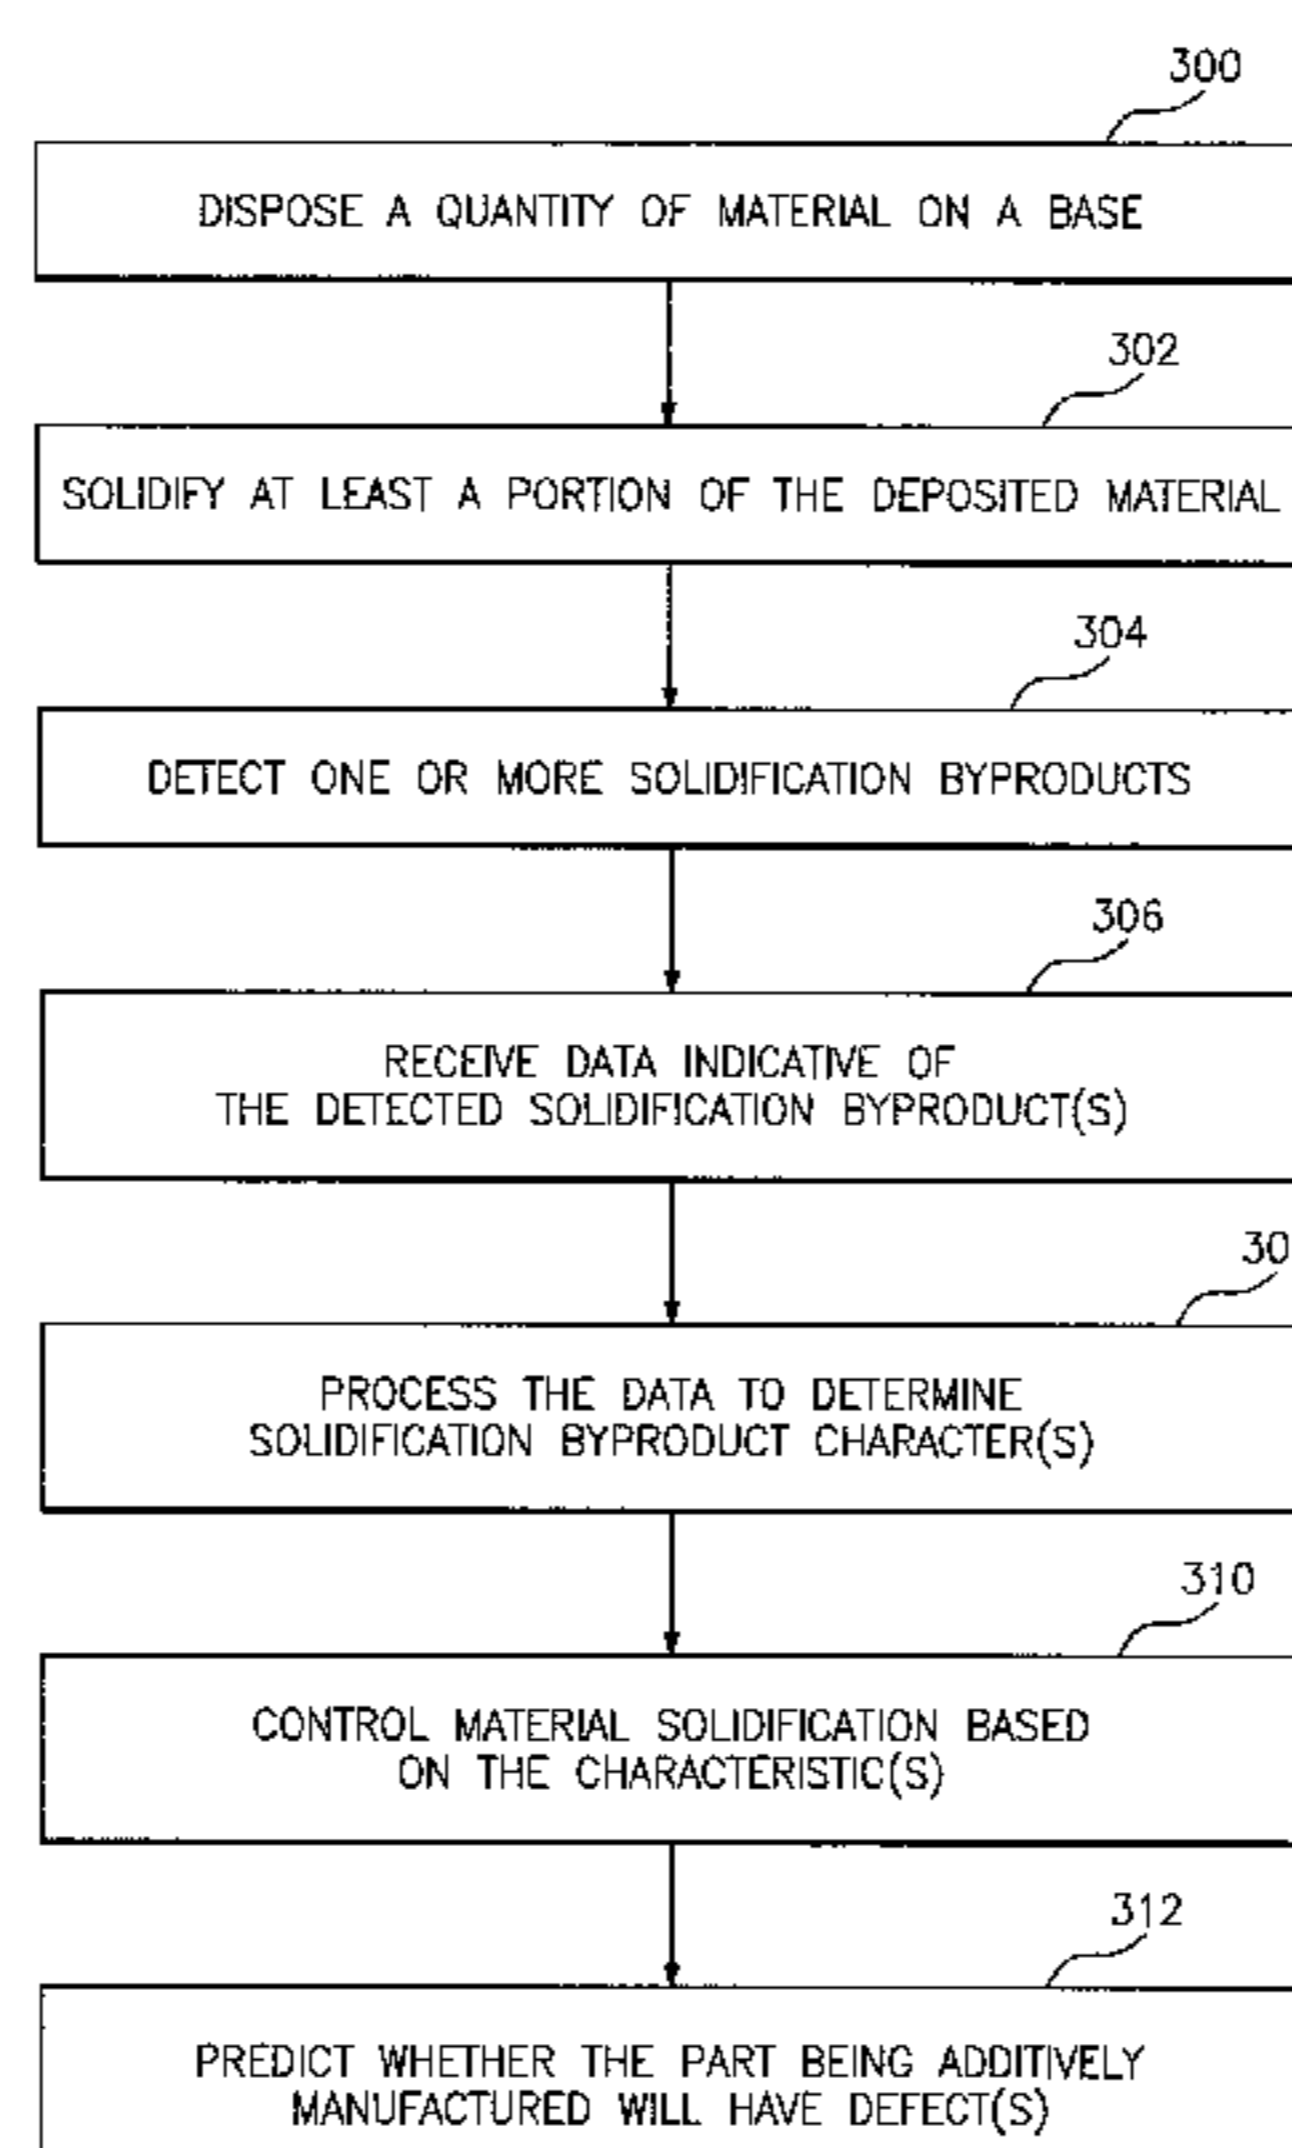 300
DISPOSE A QUANTITY OF MATERIAL ON A BASE
302
SOLIDIFY AT LEAST A PORTION OF THE DEPOSITED MATERIAL
304
DETECT ONE OR MORE SOLIDIFICATION BYPRODUCTS
306
RECEIVE DATA INDICATIVE OF
THE DETECTED SOLIDIFICATION BYPRODUCT(S)
30
PROCESS THE DATA TO DETERMINE
SOLIDIFICATION BYPRODUCT CHARACTER(S)
310
CONTROL MATERIAL SOLIDIFICATION BASED
ON THE CHARACTERISTIC(S)
312
PREDICT WHETHER THE PART BEING ADDITIVELY
MANUFACTURED WILL HAVE DEFECT(S)